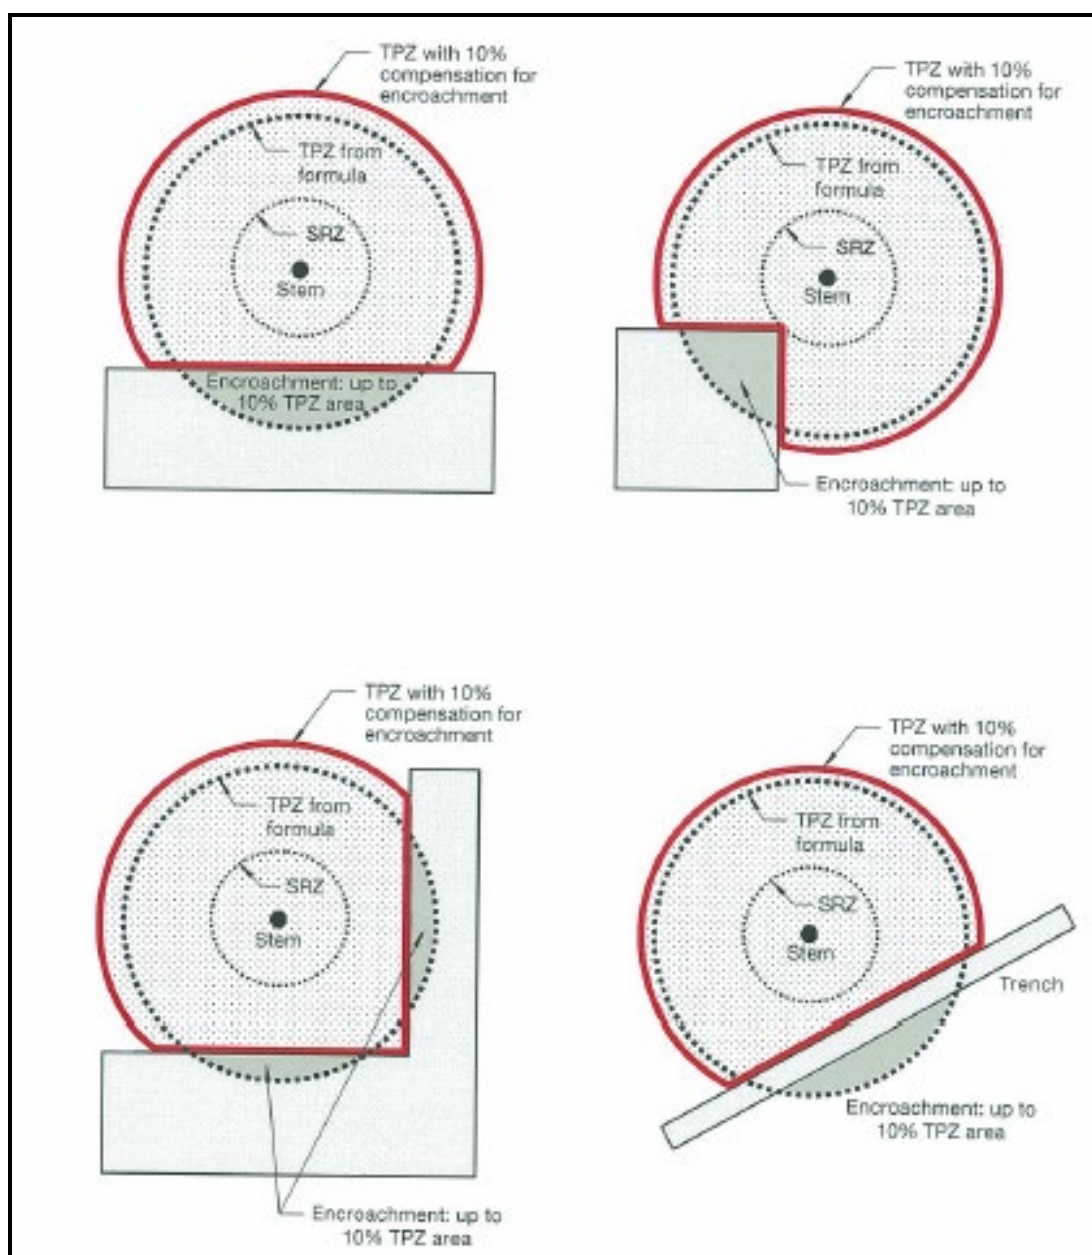 TPZ with 10%
compensation for
encroachment
TPZ from
formula
SRZ
Stem
Encroachment: up to
10% TPZ area
TPZ with 10%
compensation for
encroachment
TPZ from
formula
SRZ
Stem
Encroachment: up to
10% TPZ area
TPZ with 10%
compensation for
encroachment
TPZ from
formula
SRZ
Stem
Encroachment: up to
10% TPZ area
TPZ with 10%
compensation for
encroachment
TPZ from
formula
SRZ
Stem
Trench
Encroachment: up to
10% TPZ area